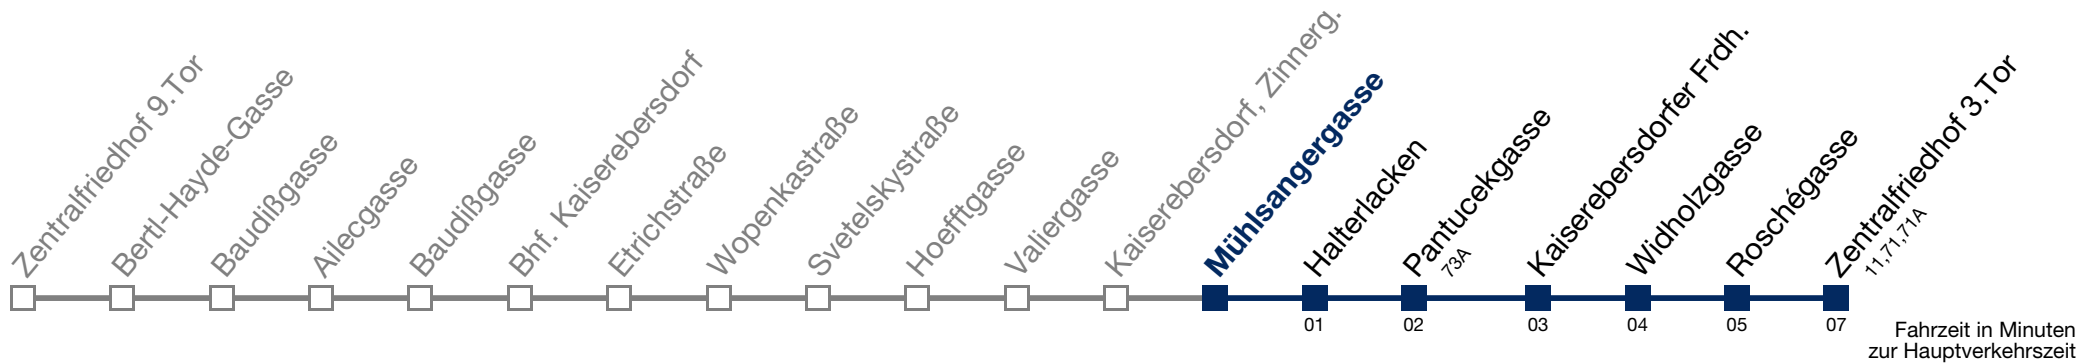 Zentralfriedhof 9.Tor
Bertl-Hayde-Gasse
Baudißgasse
Ailecgasse
Baudißgasse
Bhf. Kaiserebersdorf
Etrichstraße
Wopenkastraße
Svetelskystraße
Hoefftgasse
Valiergasse
Kaiserebersdorf, Zinnerg.
Mühlsangergasse
Halterlacken
01
Pantucekgasse
73A
02
Kaiserebersdorfer Frdh.
03
Widholzgasse
04
Roschégasse
05
Zentralfriedhof 3.Tor
11,71,71A
07
Fahrzeit in Minuten
zur Hauptverkehrszeit